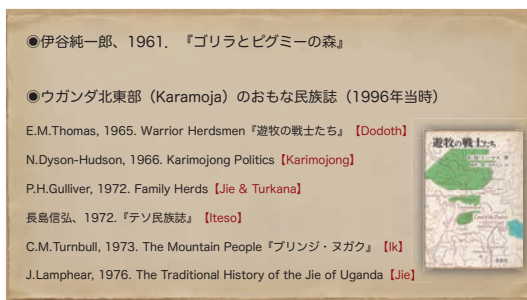 ◉伊谷純一郎、1961. 『ゴリラとピグミーの森』
◉ウガンダ北東部（Karamoja）のおもな民族誌（1996年当時）
E.M.Thomas, 1965. Warrior Herdsmen『遊牧の戦士たち』【Dodoth】
N.Dyson-Hudson, 1966. Karimojong Politics【Karimojong】
P.H.Gulliver, 1972. Family Herds【Jie & Turkana】
長島信弘、1972.『テソ民族誌』【Iteso】
C.M.Turnbull, 1973. The Mountain People『ブリンジ・ヌガク』【Ik】
J.Lamphear, 1976. The Traditional History of the Jie of Uganda【Jie】
遊牧の戦士たち